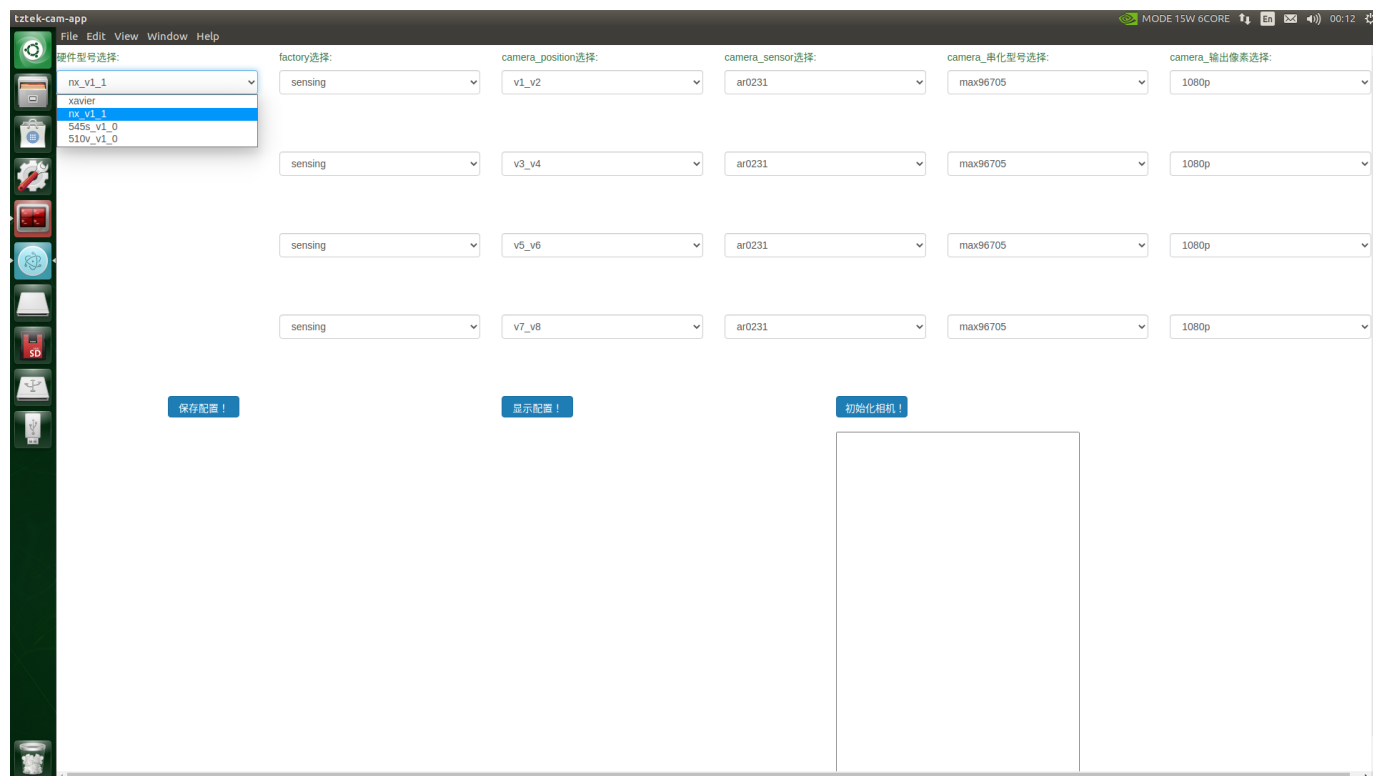 tztek-cam-app MODE 15W 6CORE En 00:12
File Edit View Window Help
硬件型号选择: factory选择: camera_position选择: camera_sensor选择: camera_串化型号选择: camera_输出像素选择:
nx_v1_1 sensing v1_v2 ar0231 max96705 1080p
xavier
nx_v1_1
545s_v1_0
510v_v1_0
sensing v3_v4 ar0231 max96705 1080p
sensing v5_v6 ar0231 max96705 1080p
SD
sensing v7_v8 ar0231 max96705 1080p
保存配置！ 显示配置！ 初始化相机！